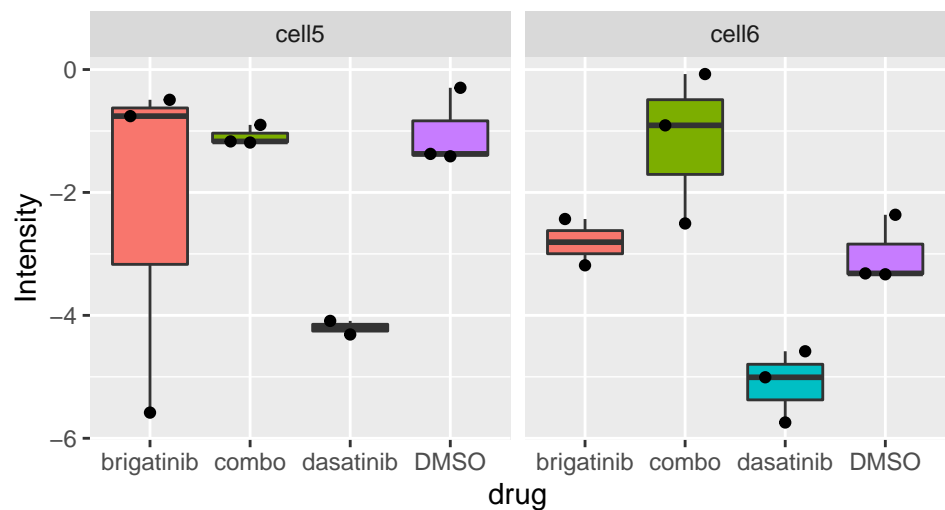 cell5 cell6
0
−2
−4
−6
Intensity
brigatinib combo dasatinib DMSO brigatinib combo dasatinib DMSO
drug